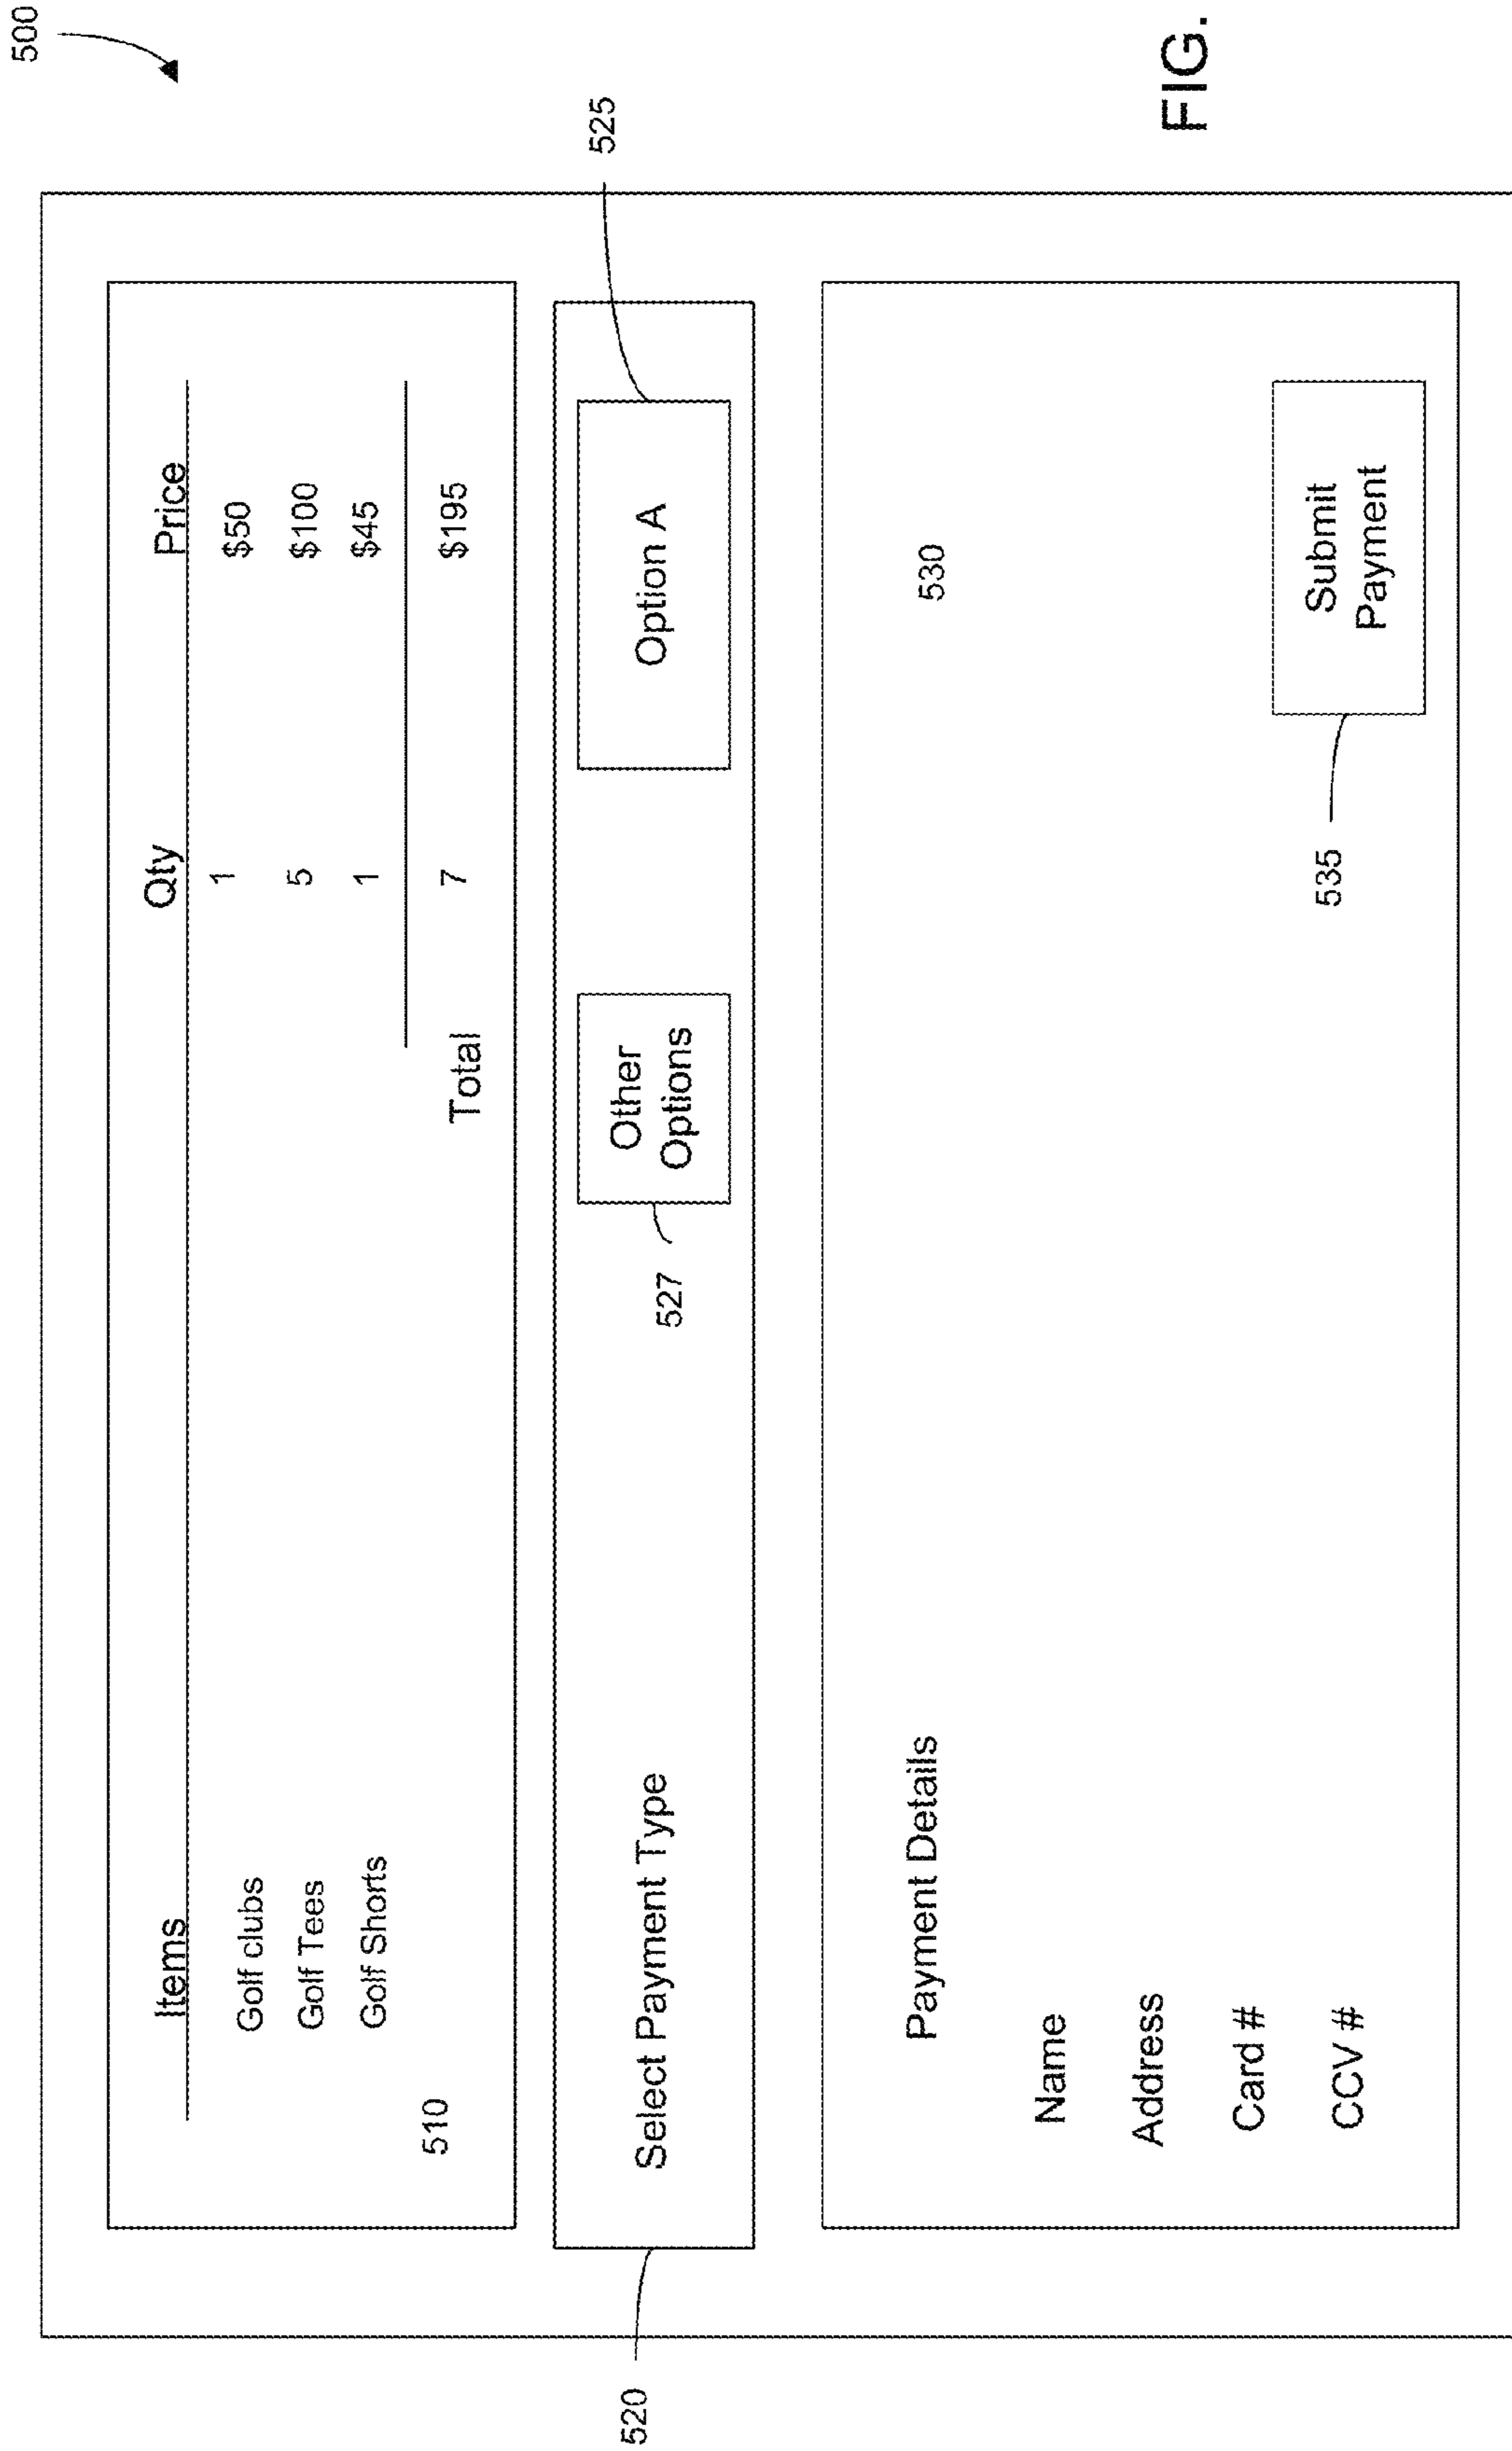 500
Items Qty Price
Golf clubs 1 $50
Golf Tees 5 $100
Golf Shorts 1 $45
510
Total 7 $195
525
520
Select Payment Type
527
Other
Options
Option A
Payment Details
530
Name
Address
Card #
CCV #
535
Submit
Payment
FIG.